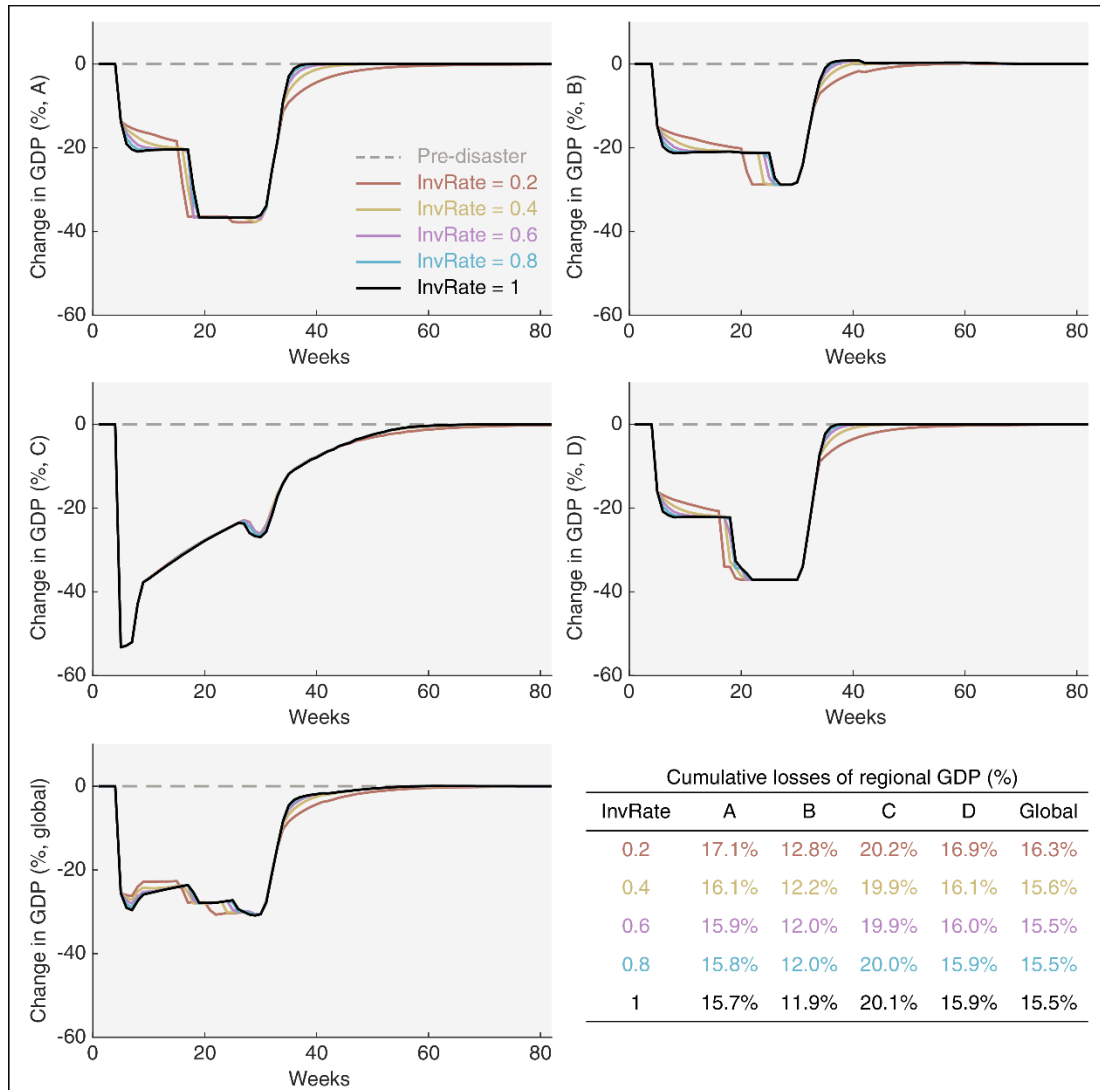 Change in GDP (%, A)
0
-20
-40
-60
0 20 40 60 80
Weeks
Pre-disaster
InvRate = 0.2
InvRate = 0.4
InvRate = 0.6
InvRate = 0.8
InvRate = 1
Change in GDP (%, B)
0
-20
-40
-60
0 20 40 60 80
Weeks
Change in GDP (%, C)
0
-20
-40
-60
0 20 40 60 80
Weeks
Change in GDP (%, D)
0
-20
-40
-60
0 20 40 60 80
Weeks
Change in GDP (%, global)
0
-20
-40
-60
0 20 40 60 80
Weeks
Cumulative losses of regional GDP (%)
InvRate A B C D Global
0.2 17.1% 12.8% 20.2% 16.9% 16.3%
0.4 16.1% 12.2% 19.9% 16.1% 15.6%
0.6 15.9% 12.0% 19.9% 16.0% 15.5%
0.8 15.8% 12.0% 20.0% 15.9% 15.5%
1 15.7% 11.9% 20.1% 15.9% 15.5%